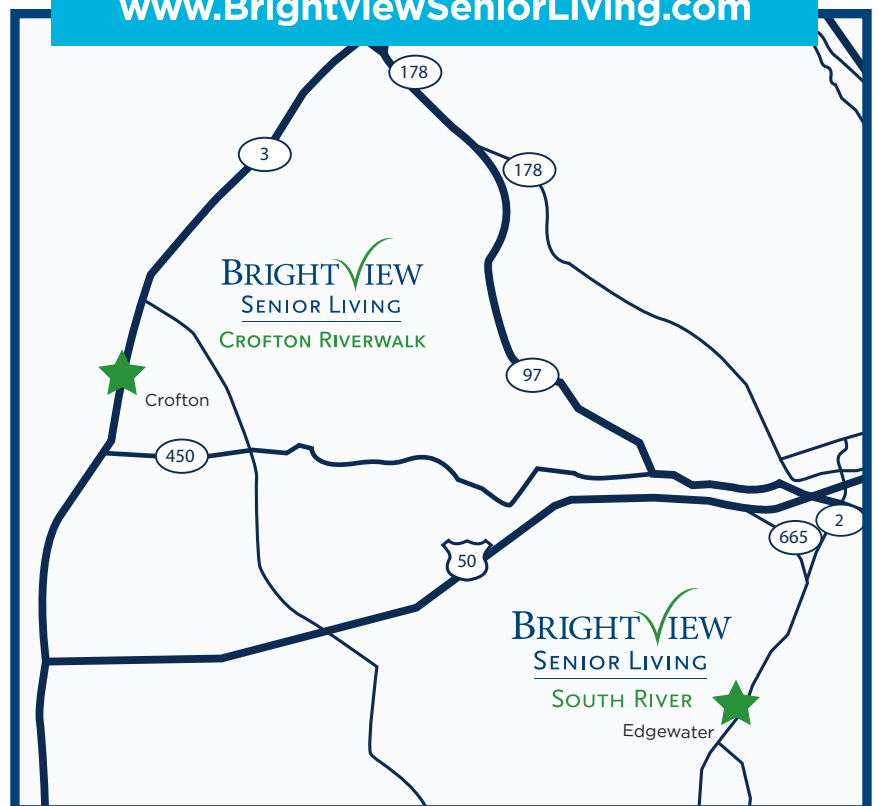 www.BrightviewSeniorLiving.com
178
3
178
BRIGHTVIEW
SENIOR LIVING
CROFTON RIVERWALK
97
Crofton
450
2
665
50
BRIGHTVIEW
SENIOR LIVING
SOUTH RIVER
Edgewater